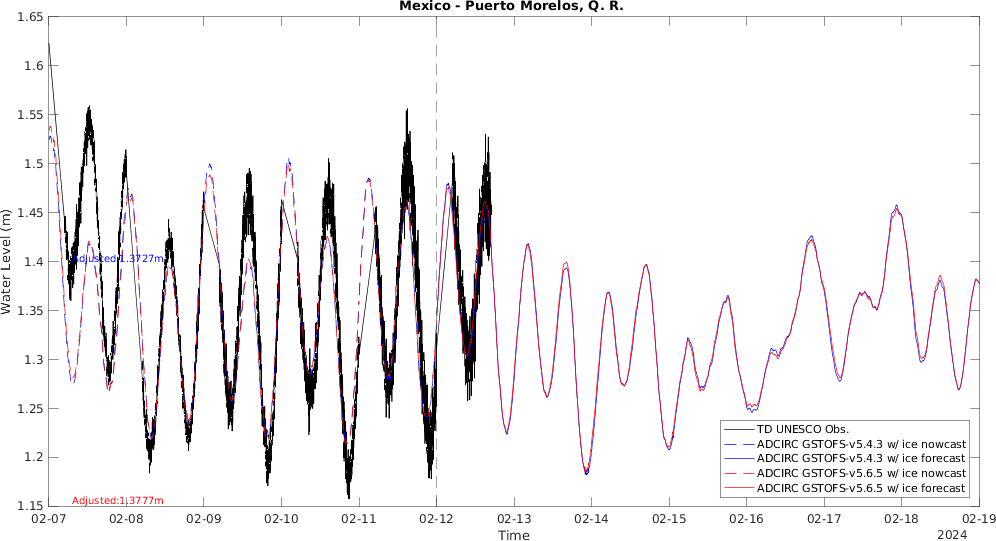 Mexico - Puerto Morelos, Q. R.
1.65
1.6
1.55
1.5
1.45
1.4
1.35
1.3
1.25
1.2
1.15
Water Level (m)
Adjusted:1.3727m
Adjusted:1.3777m
TD UNESCO Obs.
ADCIRC GSTOFS-v5.4.3 w/ ice nowcast
ADCIRC GSTOFS-v5.4.3 w/ ice forecast
ADCIRC GSTOFS-v5.6.5 w/ ice nowcast
ADCIRC GSTOFS-v5.6.5 w/ ice forecast
02-07 02-08 02-09 02-10 02-11 02-12 02-13 02-14 02-15 02-16 02-17 02-18 02-19
Time
2024